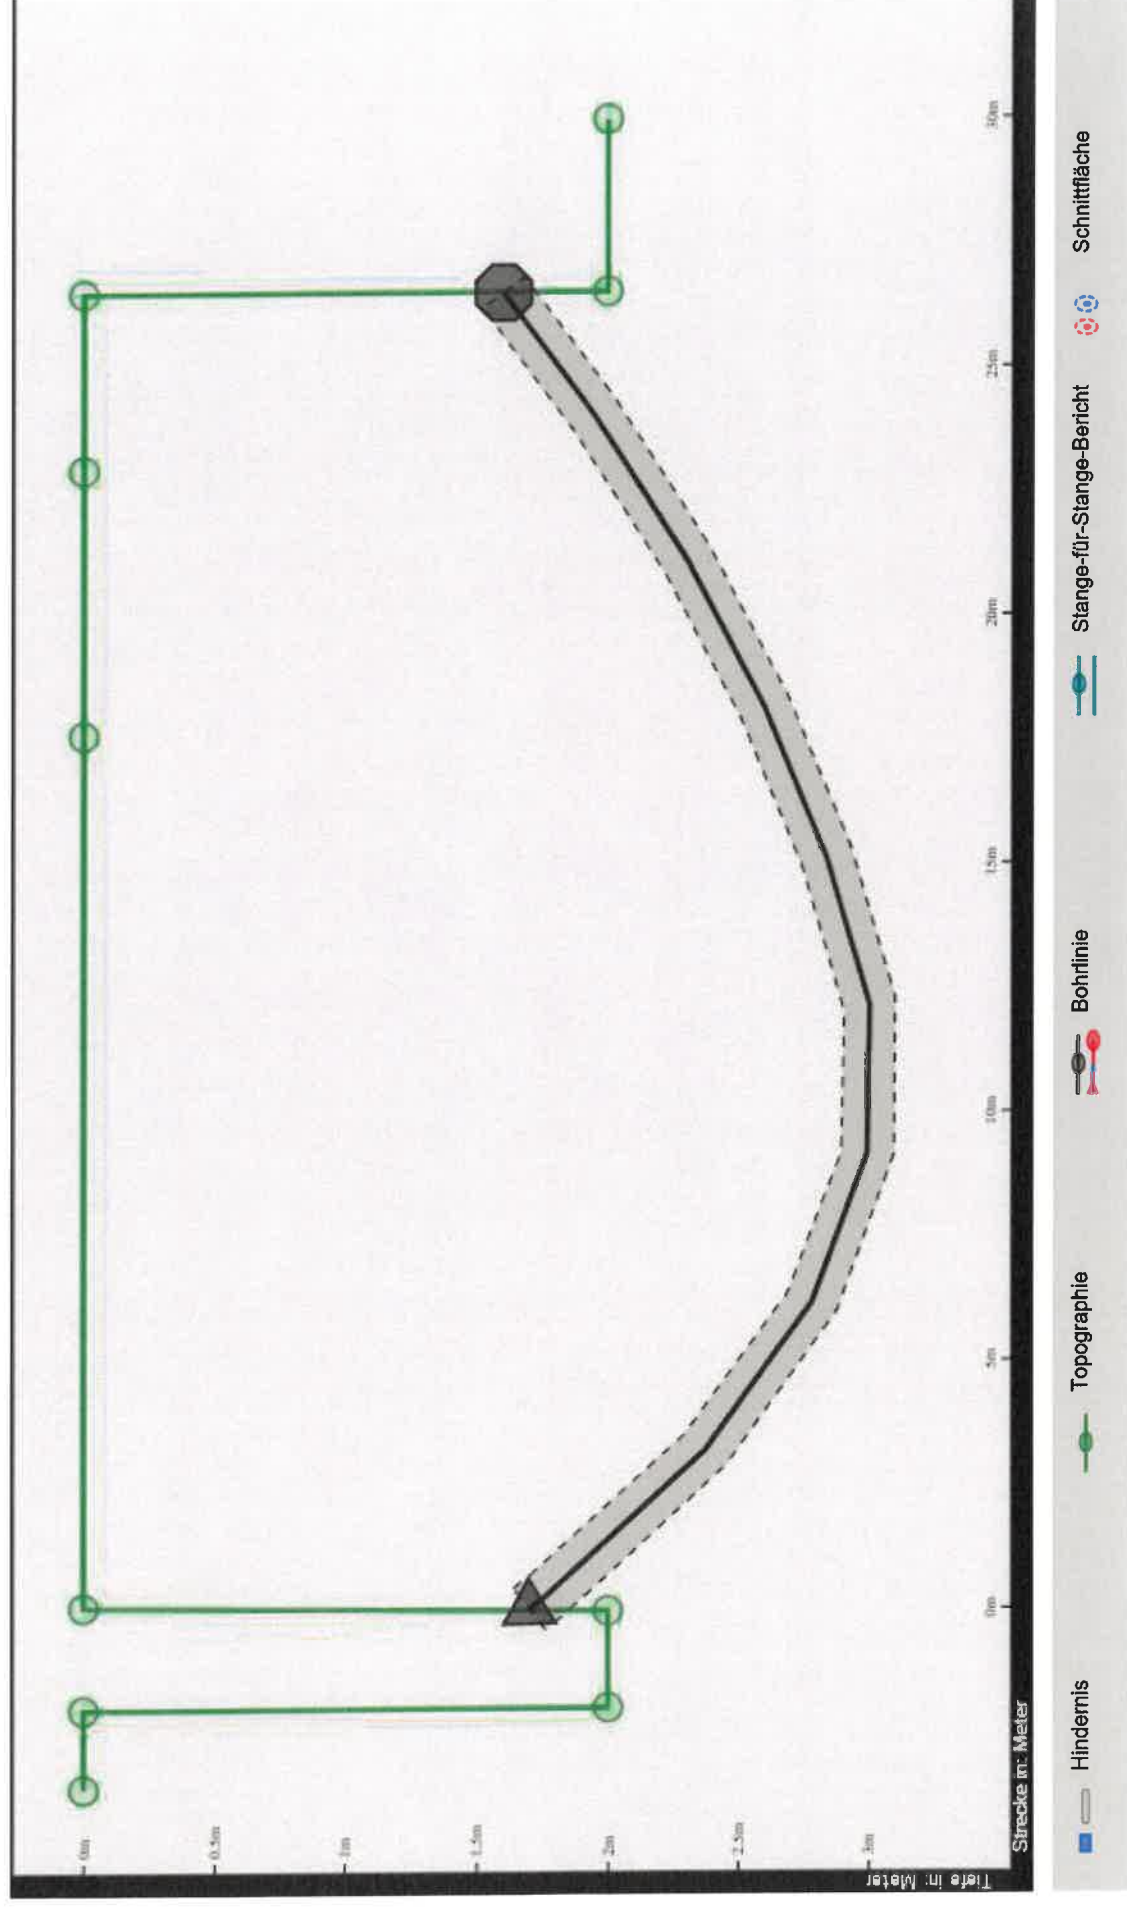 0m
0.5m
1m
1.5m
2m
2.5m
3m
Tiefe in: Meter
0m
5m
10m
15m
20m
25m
30m
Strecke in: Meter
Hindernis Topographie Bohrlinie Stange-für-Stange-Bericht Schnittfläche